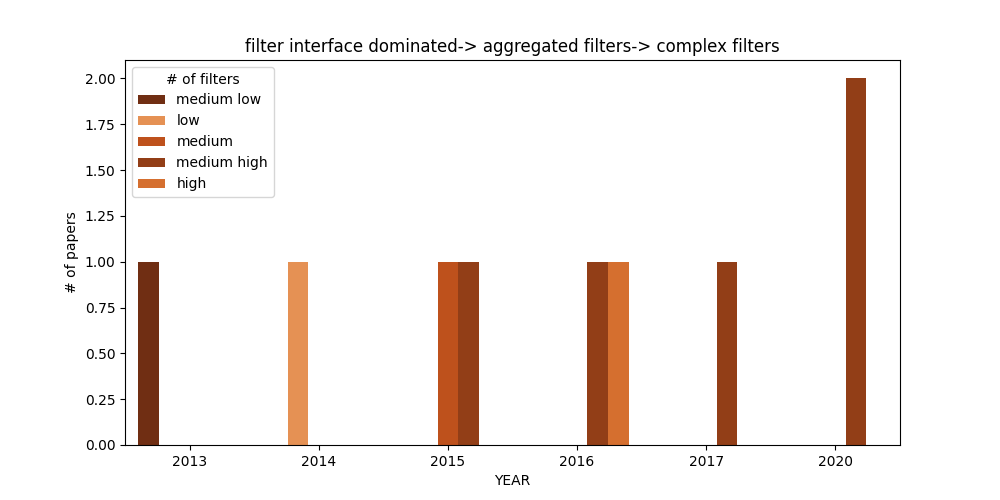 filter interface dominated-> aggregated filters-> complex filters
# of filters
medium low
low
medium
medium high
high
# of papers
2.00
1.75
1.50
1.25
1.00
0.75
0.50
0.25
0.00
2013 2014 2015 2016 2017 2020
YEAR